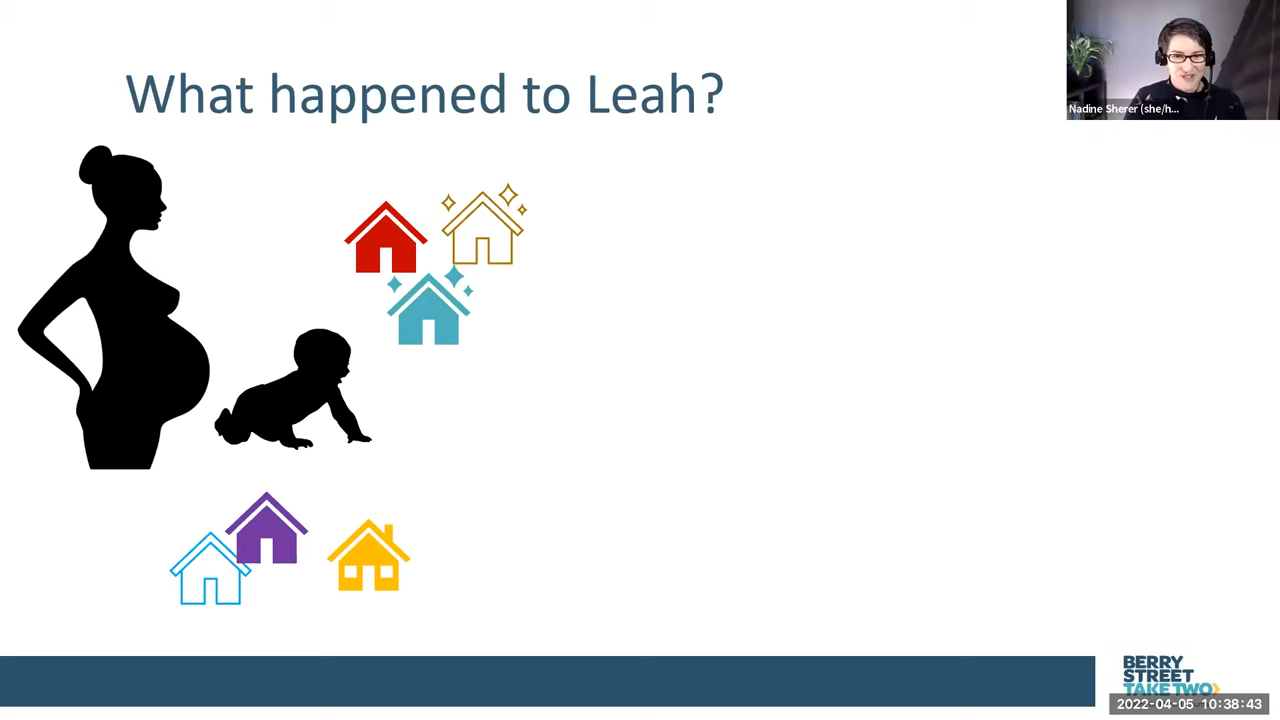 What happened to Leah?
Nadine Sherer (she/h...
BERRY
STREET
TAKE TWO
2022-04-05 10:38:43